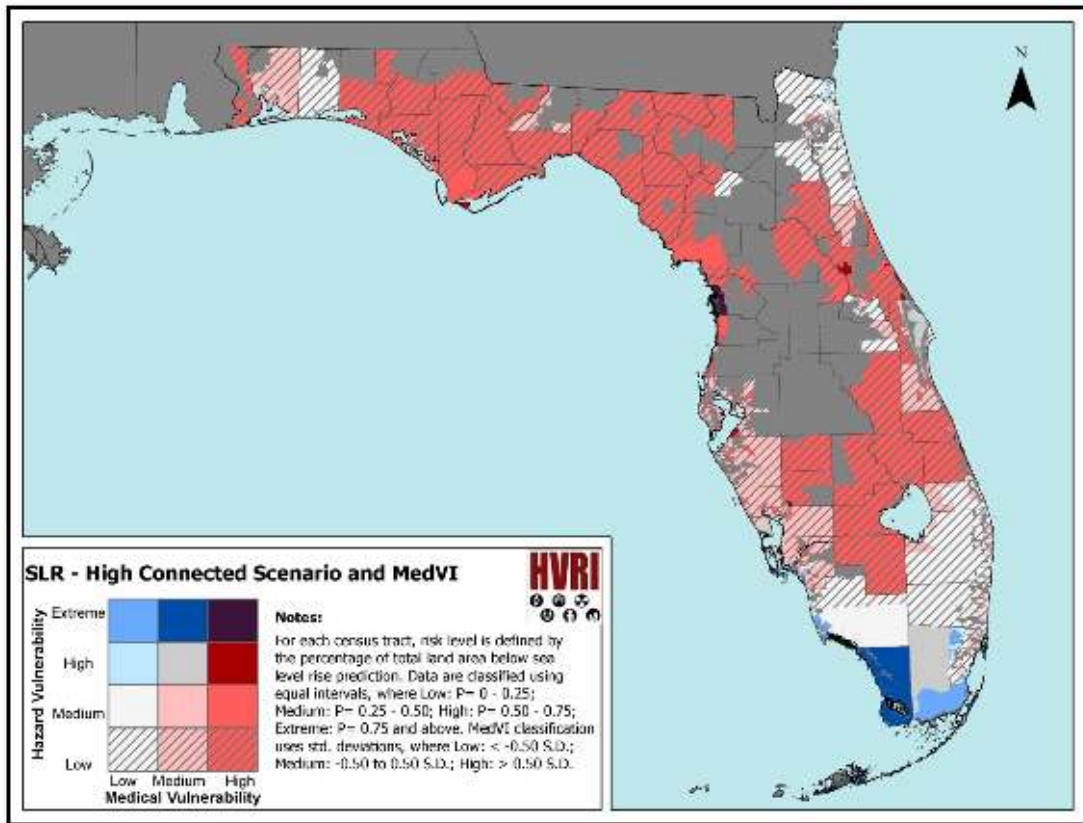 N
SLR - High Connected Scenario and MedVI
HVRI
Hazard Vulnerability
Extreme
High
Medium
Low
Low Medium High
Medical Vulnerability
Notes:
For each census tract, risk level is defined by
the percentage of total land area below sea
level rise prediction. Data are classified using
equal intervals, where Low: P= 0 - 0.25;
Medium: P= 0.25 - 0.50; High: P= 0.50 - 0.75;
Extreme: P= 0.75 and above. MedVI classification
uses std. deviations, where Low: < -0.50 S.D.;
Medium: -0.50 to 0.50 S.D.; High: > 0.50 S.D.